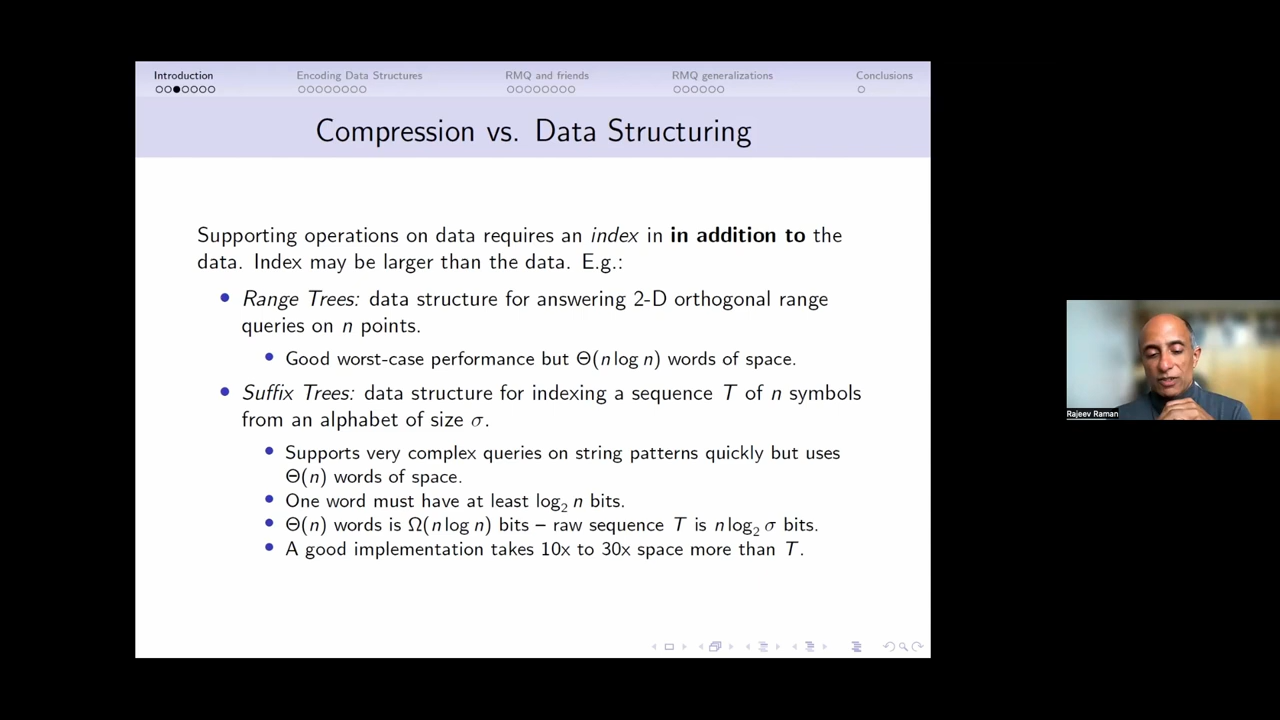 Introduction
Encoding Data Structures
RMQ and friends
RMQ generalizations
Conclusions
Compression vs. Data Structuring
Supporting operations on data requires an index in in addition to the
data. Index may be larger than the data. E.g.:
Range Trees: data structure for answering 2-D orthogonal range
queries on n points.
Good worst-case performance but Θ(n log n) words of space.
Suffix Trees: data structure for indexing a sequence T of n symbols
from an alphabet of size σ.
Supports very complex queries on string patterns quickly but uses
Θ(n) words of space.
One word must have at least log₂ n bits.
Θ(n) words is Ω(n log n) bits – raw sequence T is n log₂ σ bits.
A good implementation takes 10x to 30x space more than T.
Rajeev Raman